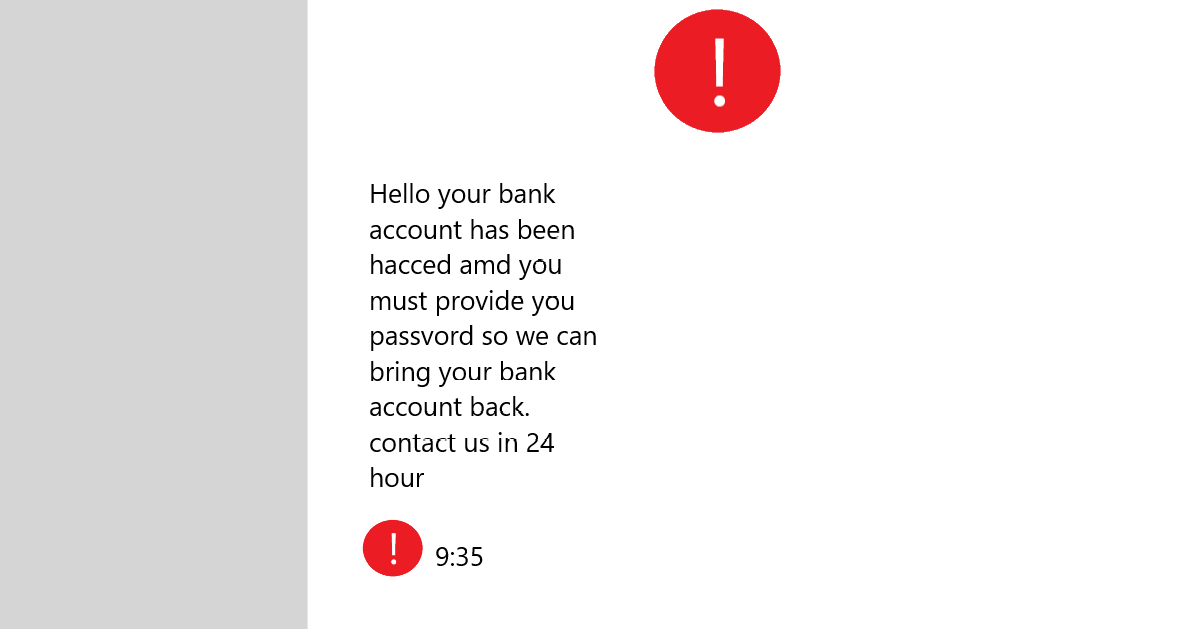 !
Hello your bank
account has been
hacced amd you
must provide you
passvord so we can
bring your bank
account back.
contact us in 24
hour
! 9:35